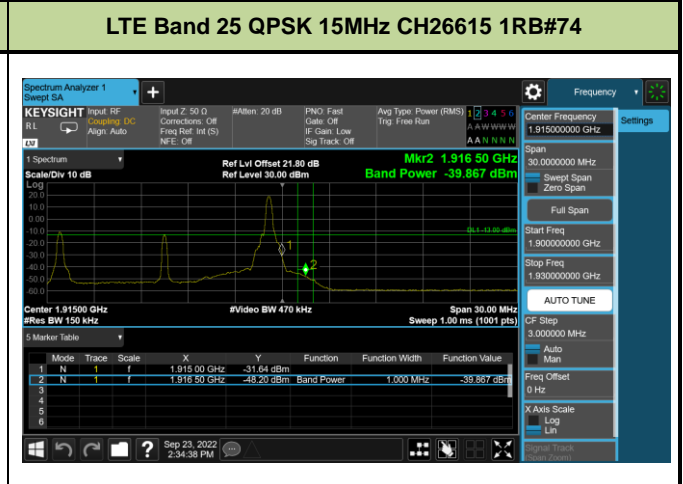 LTE Band 25 QPSK 15MHz CH26615 1RB#74
Spectrum Analyzer 1
Swept SA
Frequency
KEYSIGHT
R L
LXI
Input: RF
Coupling: DC
Align: Auto
Input Z: 50 Ω
Corrections: Off
Freq Ref: Int (S)
NFE: Off
#Atten: 20 dB
PNO: Fast
Gate: Off
IF Gain: Low
Sig Track: Off
Avg Type: Power (RMS)
Trig: Free Run
1 2 3 4 5 6
A A W W W W
A A N N N N
Center Frequency
1.915000000 GHz
Settings
Span
30.0000000 MHz
Swept Span
Zero Span
Full Span
Start Freq
1.900000000 GHz
Stop Freq
1.930000000 GHz
AUTO TUNE
CF Step
3.000000 MHz
Auto
Man
Freq Offset
0 Hz
X Axis Scale
Log
Lin
Signal Track
(Span Zoom)
1 Spectrum
Scale/Div 10 dB
Ref Lvl Offset 21.80 dB
Ref Level 30.00 dBm
Mkr2 1.916 50 GHz
Band Power -39.867 dBm
Log
20.0
10.0
0.00
-10.0
-20.0
-30.0
-40.0
-50.0
-60.0
DL1 -13.00 dBm
1
2
Center 1.91500 GHz
#Res BW 150 kHz
#Video BW 470 kHz
Span 30.00 MHz
Sweep 1.00 ms (1001 pts)
5 Marker Table
Mode Trace Scale X Y Function Function Width Function Value
1 N 1 f 1.915 00 GHz -31.64 dBm
2 N 1 f 1.916 50 GHz -48.20 dBm Band Power 1.000 MHz -39.867 dBm
3
4
5
6
?
Sep 23, 2022
2:34:38 PM